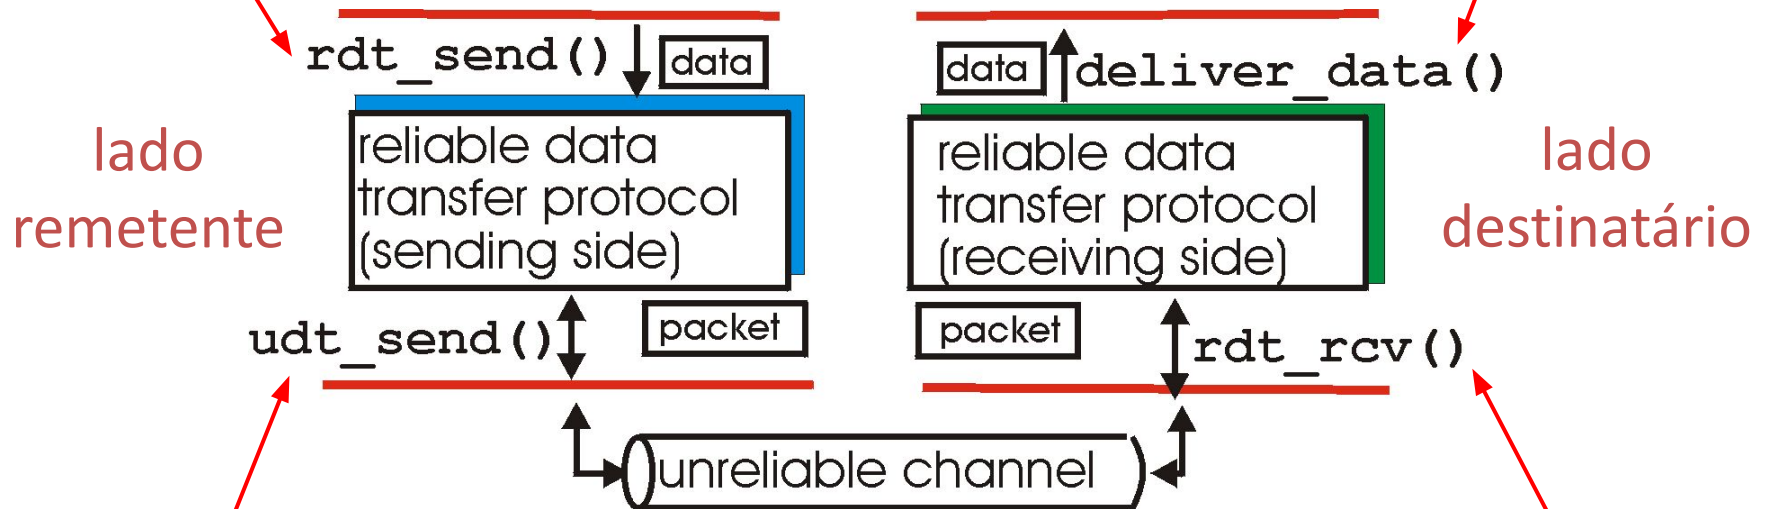 rdt_send()
data
data
deliver_data()
lado
remetente
reliable data
transfer protocol
(sending side)
reliable data
transfer protocol
(receiving side)
lado
destinatário
udt_send()
packet
packet
rdt_rcv()
unreliable channel